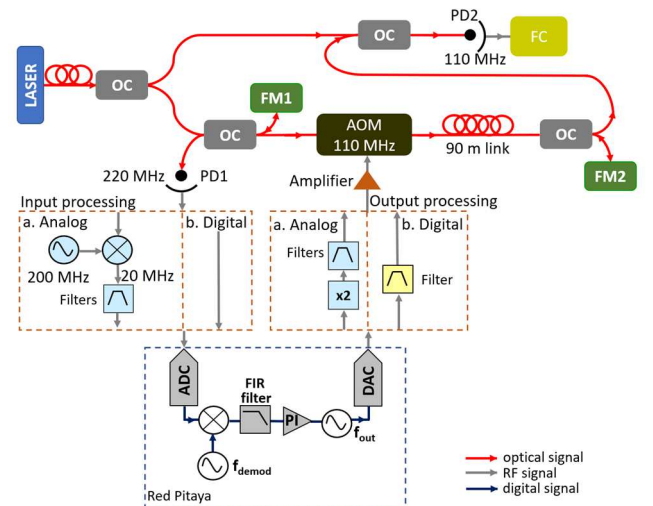 PD2
OC
FC
110 MHz
LASER
OC
FM1
OC
AOM
110 MHz
90 m link
OC
220 MHz
PD1
Amplifier
FM2
Input processing
Output processing
a. Analog
b. Digital
a. Analog
b. Digital
200 MHz
20 MHz
Filters
Filters
x2
Filter
ADC
DAC
FIR
filter
PI
fout
fdemod
Red Pitaya
optical signal
RF signal
digital signal